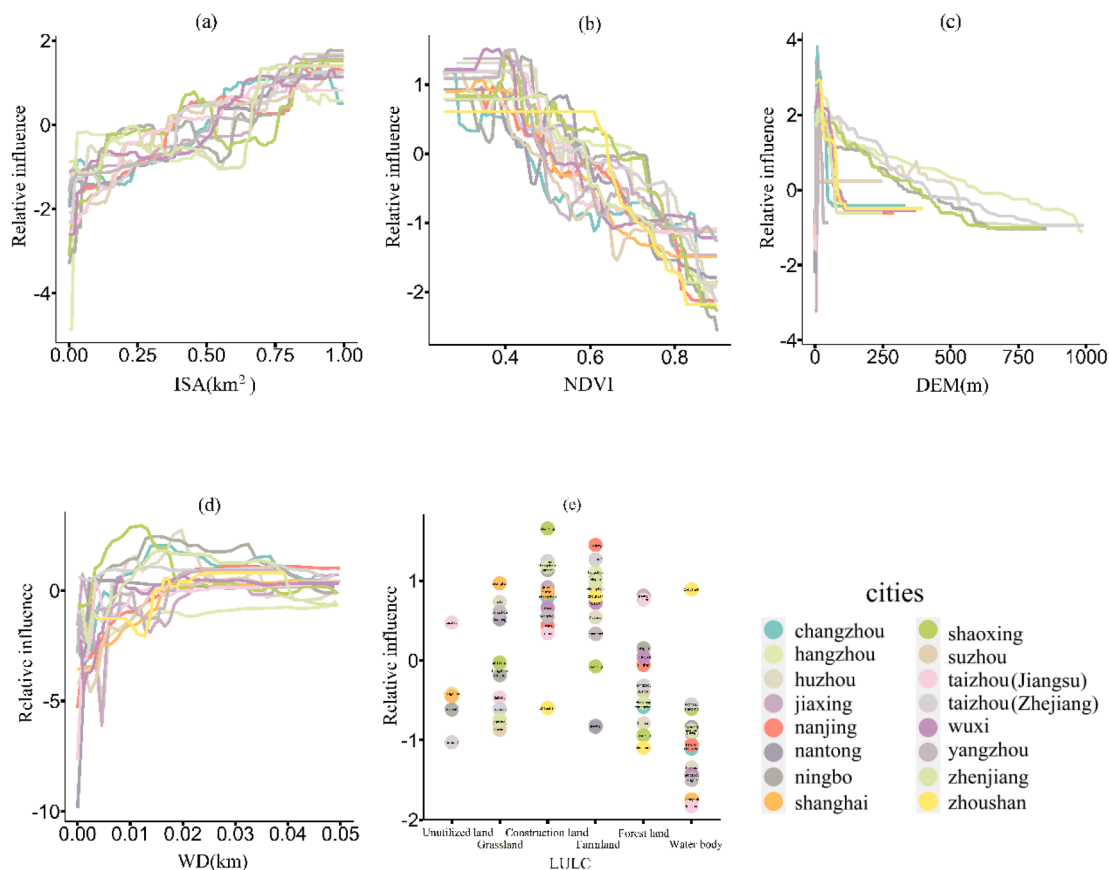 (a)
(b)
(c)
Relative influence
2
0
-2
-4
0.00
0.25
0.50
0.75
1.00
ISA(km²)
Relative influence
1
0
-1
-2
0.4
0.6
0.8
NDVI
Relative influence
4
2
0
-2
-4
0
250
500
750
1000
DEM(m)
(d)
(e)
Relative influence
0
-5
-10
0.00
0.01
0.02
0.03
0.04
0.05
WD(km)
Relative influence
1
0
-1
-2
Unutilized land
Grassland
Construction land
Farmland
Forest land
Water body
LULC
cities
changzhou
hangzhou
huzhou
jiaxing
nanjing
nantong
ningbo
shanghai
shaoxing
suzhou
taizhou(Jiangsu)
taizhou(Zhejiang)
wuxi
yangzhou
zhenjiang
zhoushan